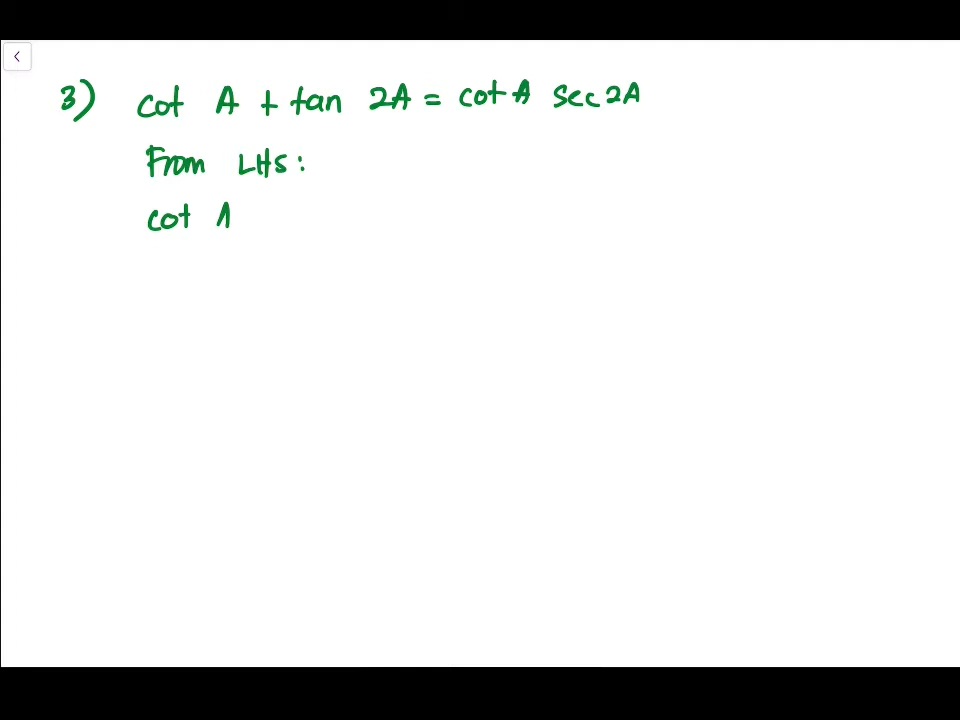 3) cot A + tan 2A = cot A sec 2A
From LHS:
cot